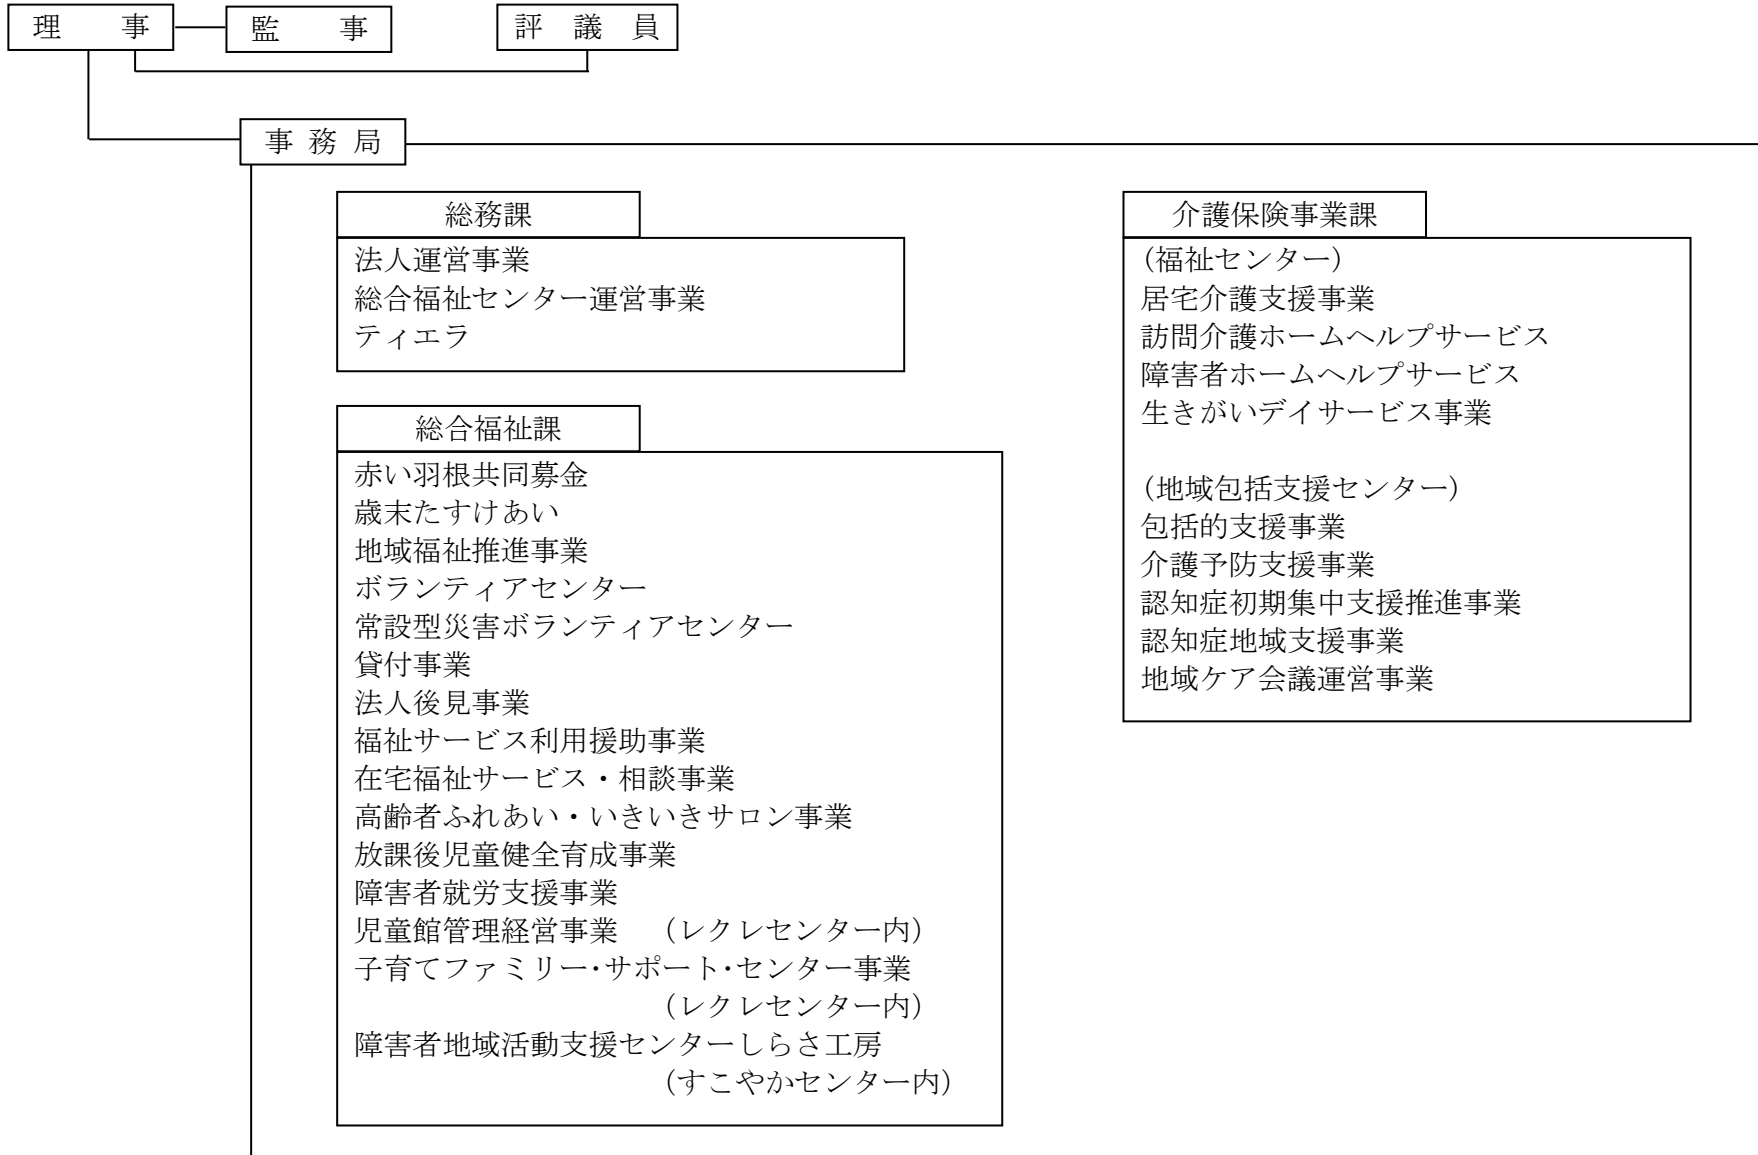 理　事
監　事
評 議 員
事 務 局
総務課
法人運営事業
総合福祉センター運営事業
ティエラ
総合福祉課
赤い羽根共同募金
歳末たすけあい
地域福祉推進事業
ボランティアセンター
常設型災害ボランティアセンター
貸付事業
法人後見事業
福祉サービス利用援助事業
在宅福祉サービス・相談事業
高齢者ふれあい・いきいきサロン事業
放課後児童健全育成事業
障害者就労支援事業
児童館管理経営事業　（レクレセンター内）
子育てファミリー・サポート・センター事業
（レクレセンター内）
障害者地域活動支援センターしらさ工房
（すこやかセンター内）
介護保険事業課
（福祉センター）
居宅介護支援事業
訪問介護ホームヘルプサービス
障害者ホームヘルプサービス
生きがいデイサービス事業
（地域包括支援センター）
包括的支援事業
介護予防支援事業
認知症初期集中支援推進事業
認知症地域支援事業
地域ケア会議運営事業